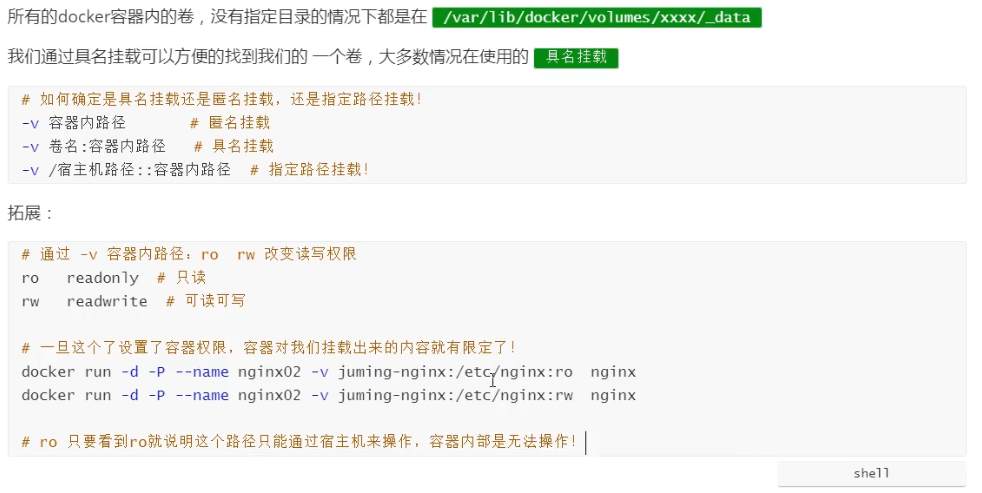 所有的docker容器内的卷，没有指定目录的情况下都是在 /var/lib/docker/volumes/xxxx/_data
我们通过具名挂载可以方便的找到我们的 一个卷，大多数情况在使用的 具名挂载
# 如何确定是具名挂载还是匿名挂载，还是指定路径挂载！
-v 容器内路径 # 匿名挂载
-v 卷名:容器内路径 # 具名挂载
-v /宿主机路径::容器内路径 # 指定路径挂载！
拓展：
# 通过 -v 容器内路径：ro rw 改变读写权限
ro readonly # 只读
rw readwrite # 可读可写
# 一旦这个了设置了容器权限，容器对我们挂载出来的内容就有限定了！
docker run -d -P --name nginx02 -v juming-nginx:/etc/nginx:ro nginx
docker run -d -P --name nginx02 -v juming-nginx:/etc/nginx:rw nginx
# ro 只要看到ro就说明这个路径只能通过宿主机来操作，容器内部是无法操作！
shell